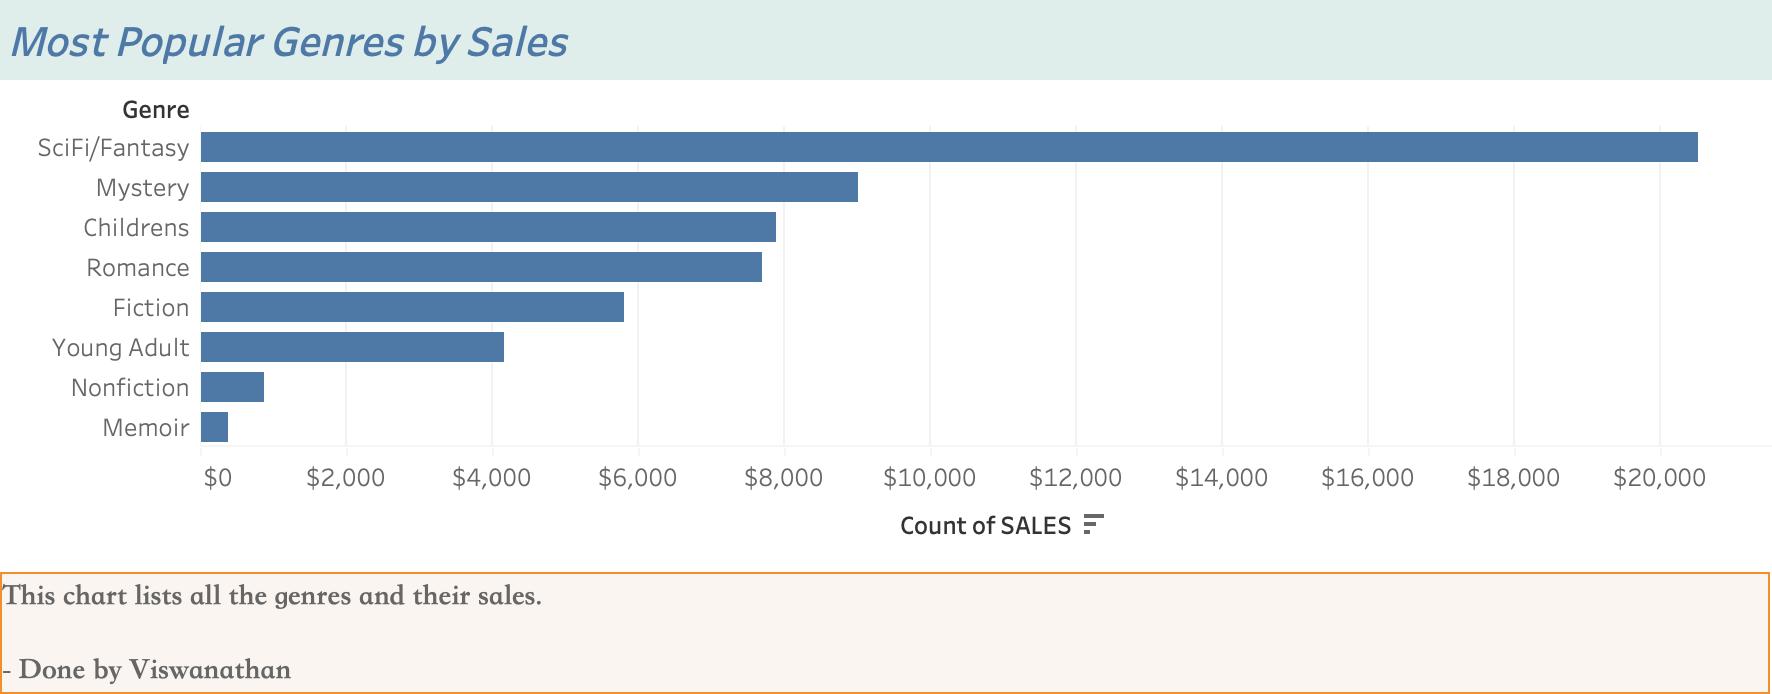 Most Popular Genres by Sales
Genre
SciFi/Fantasy
Mystery
Childrens
Romance
Fiction
Young Adult
Nonfiction
Memoir
$0 $2,000 $4,000 $6,000 $8,000 $10,000 $12,000 $14,000 $16,000 $18,000 $20,000
Count of SALES
This chart lists all the genres and their sales.
- Done by Viswanathan